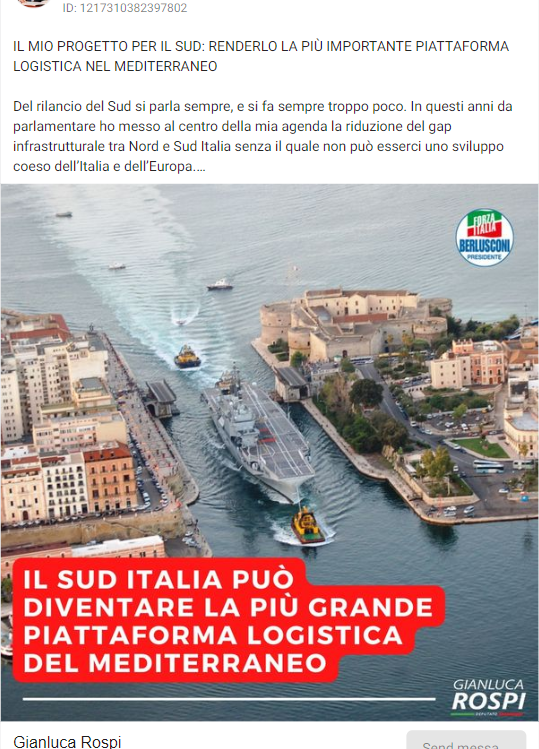 ID: 1217310382397802
IL MIO PROGETTO PER IL SUD: RENDERLO LA PIÙ IMPORTANTE PIATTAFORMA
LOGISTICA NEL MEDITERRANEO
Del rilancio del Sud si parla sempre, e si fa sempre troppo poco. In questi anni da
parlamentare ho messo al centro della mia agenda la riduzione del gap
infrastrutturale tra Nord e Sud Italia senza il quale non può esserci uno sviluppo
coeso dell'Italia e dell'Europa.…
FORZA
ITALIA
BERLUSCONI
PRESIDENTE
IL SUD ITALIA PUÒ
DIVENTARE LA PIÙ GRANDE
PIATTAFORMA LOGISTICA
DEL MEDITERRANEO
GIANLUCA
ROSPI
DEPUTATO
Gianluca Rospi
Send messa